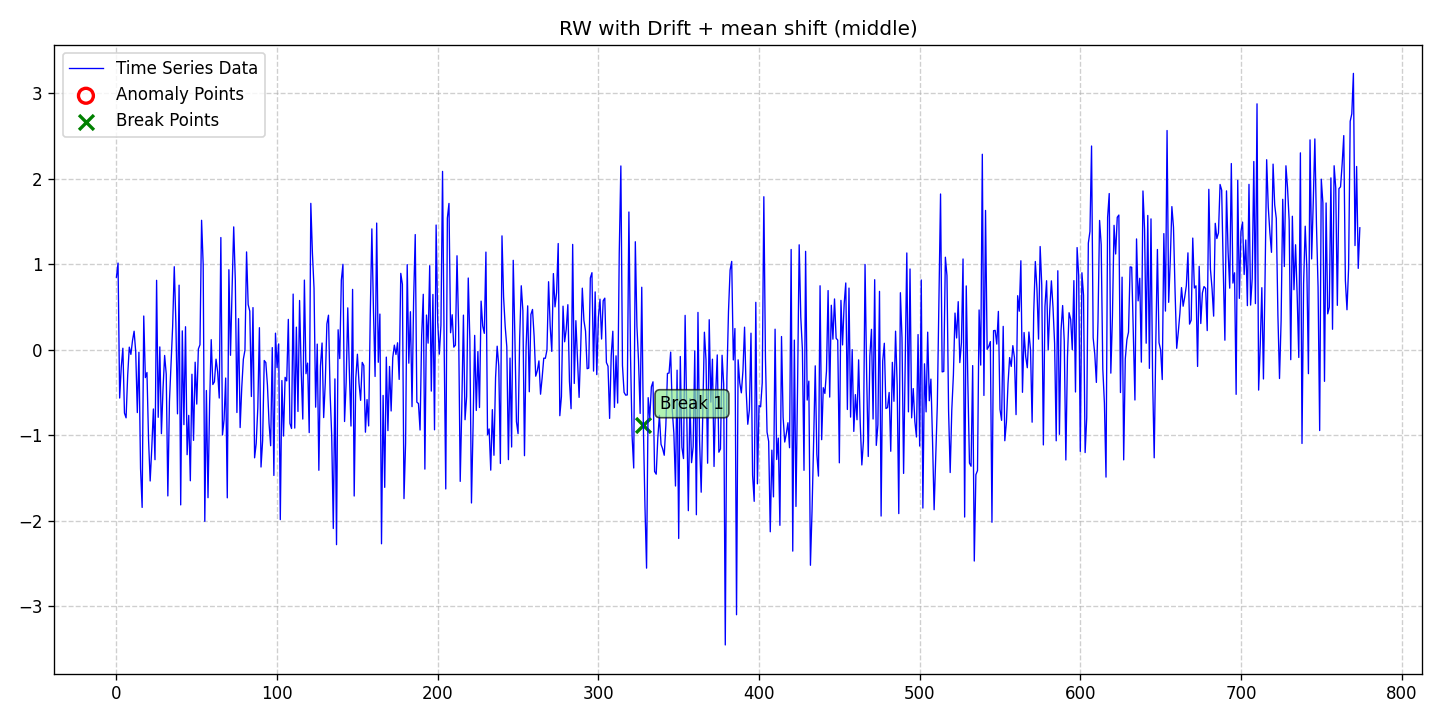 RW with Drift + mean shift (middle)
Time Series Data
Anomaly Points
Break Points
Break 1
3
2
1
0
−1
−2
−3
0 100 200 300 400 500 600 700 800